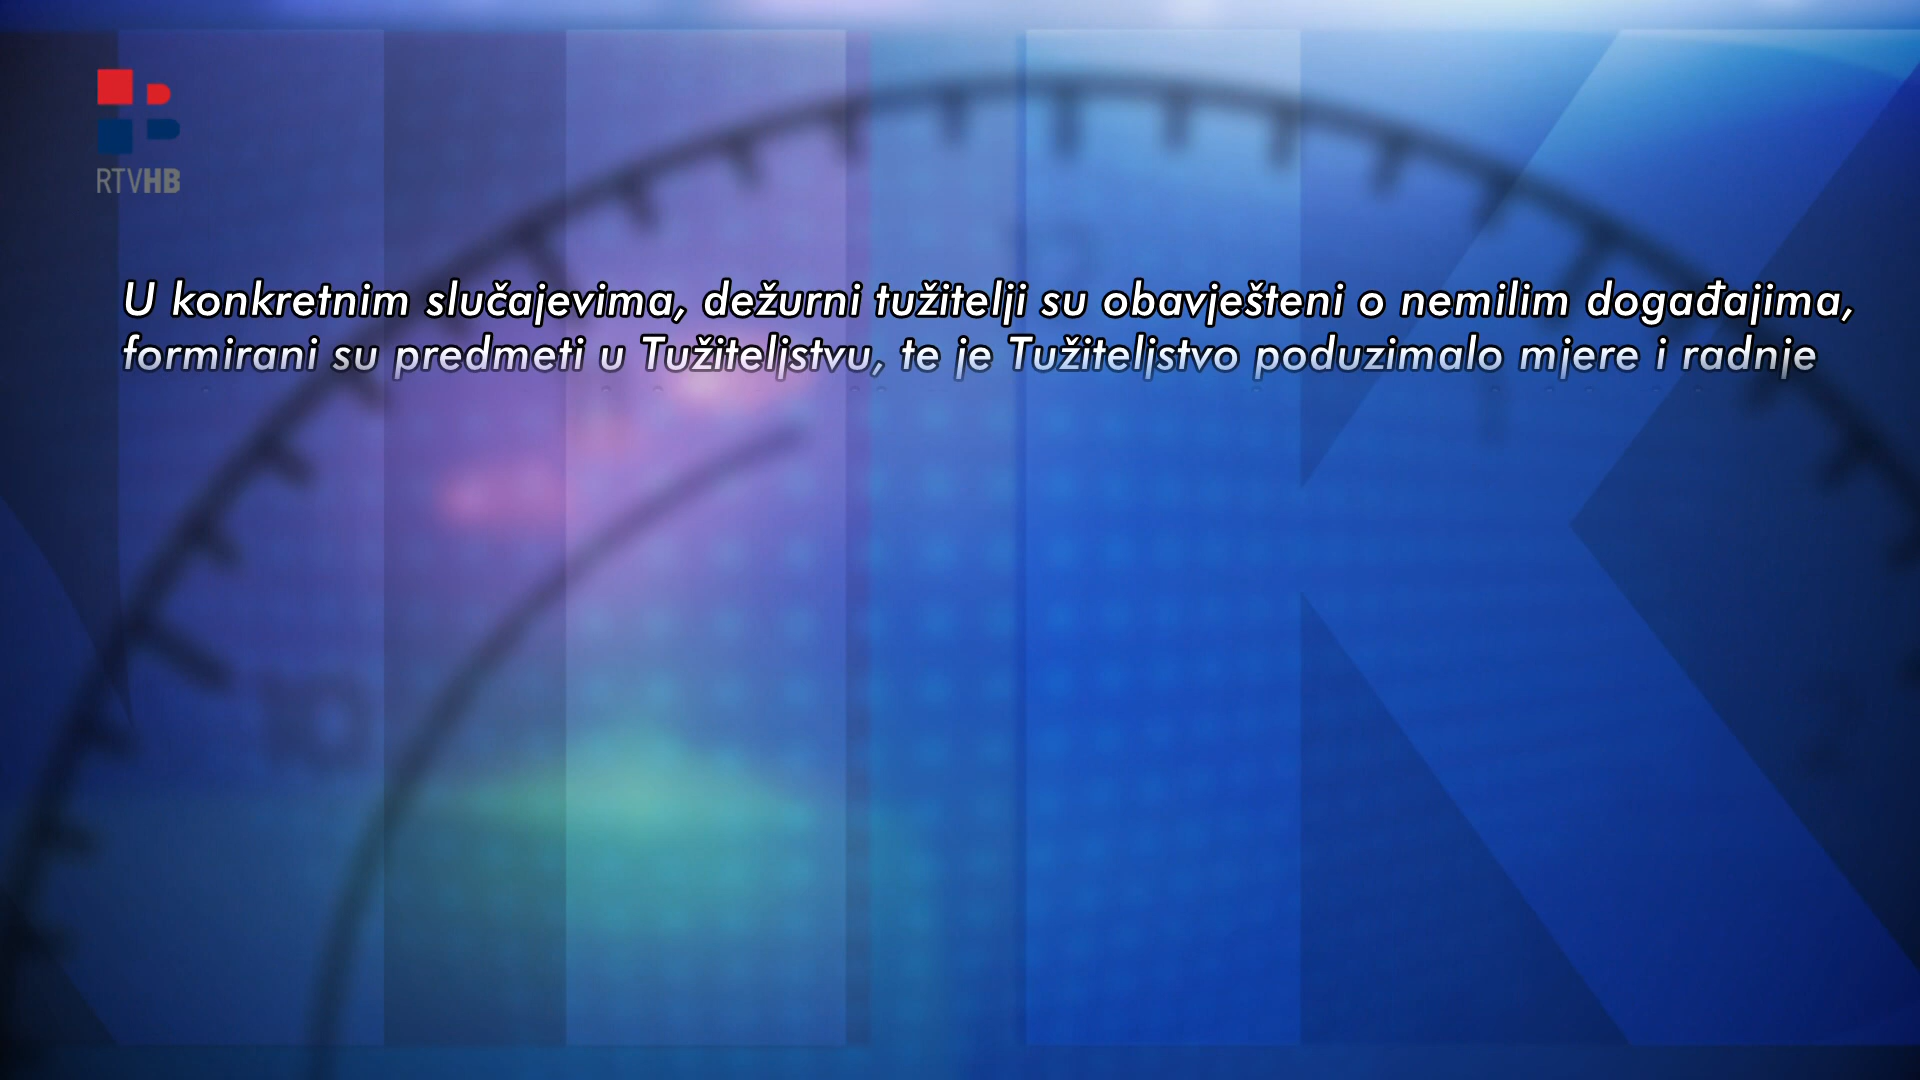 RTVHB
U konkretnim slučajevima, dežurni tužitelji su obavješteni o nemilim događajima,
formirani su predmeti u Tužiteljstvu, te je Tužiteljstvo poduzimalo mjere i radnje
10